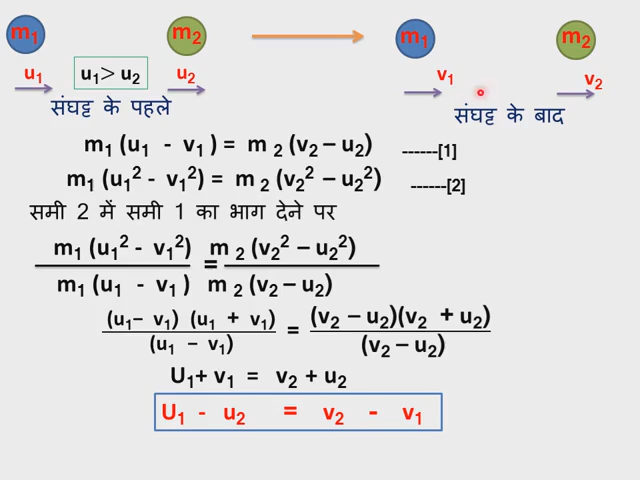 m₁ m₂ m₁ m₂
u₁ u₁> u₂ u₂ v₁ v₂
संघट्ट के पहले संघट्ट के बाद
m₁ (u₁ - v₁ ) = m ₂ (v₂ – u₂) ------[1]
m₁ (u₁² - v₁²) = m ₂ (v₂² – u₂²) ------[2]
समी 2 में समी 1 का भाग देने पर
m₁ (u₁² - v₁²) = m ₂ (v₂² – u₂²)
m₁ (u₁ - v₁ ) m ₂ (v₂ – u₂)
(u₁– v₁) (u₁ + v₁) = (v₂ – u₂)(v₂ + u₂)
(u₁ – v₁) (v₂ – u₂)
U₁+ v₁ = v₂ + u₂
U₁ - u₂ = v₂ - v₁